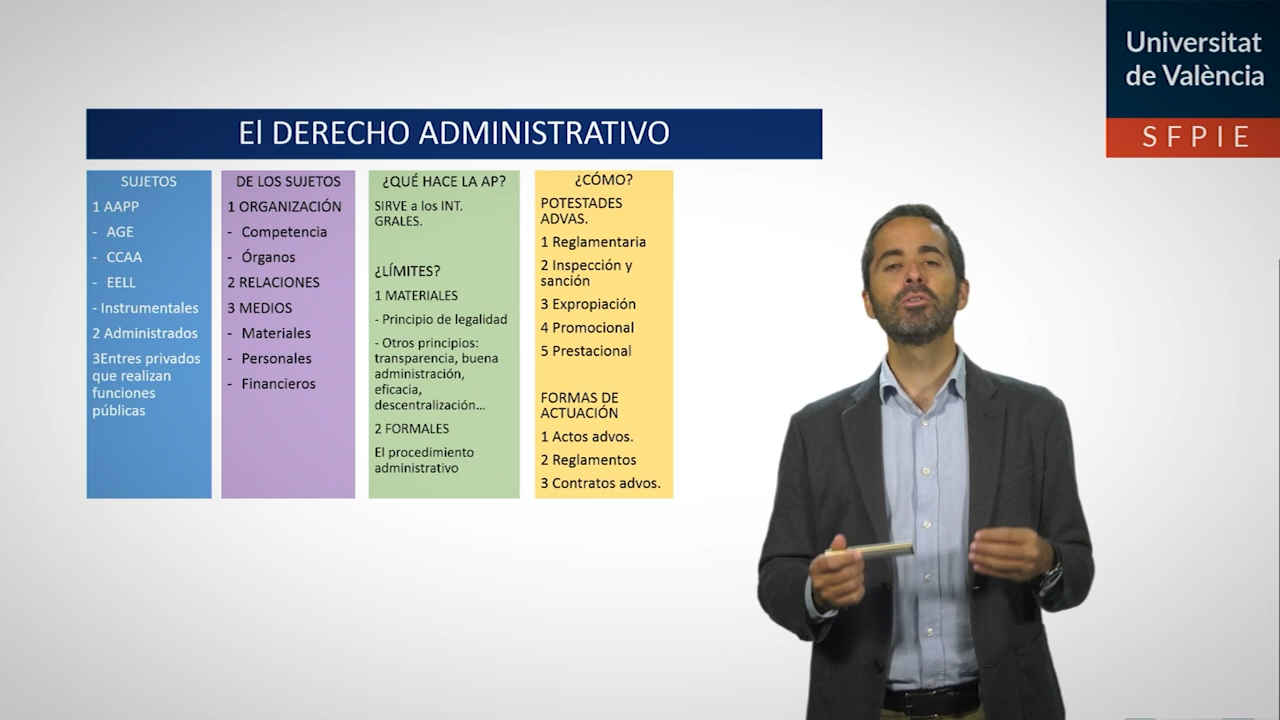 Universitat
de València
SFPIE
El DERECHO ADMINISTRATIVO
SUJETOS
1 AAPP
- AGE
- CCAA
- EELL
- Instrumentales
2 Administrados
3Entres privados
que realizan
funciones
públicas
DE LOS SUJETOS
1 ORGANIZACIÓN
- Competencia
- Órganos
2 RELACIONES
3 MEDIOS
- Materiales
- Personales
- Financieros
¿QUÉ HACE LA AP?
SIRVE a los INT.
GRALES.
¿LÍMITES?
1 MATERIALES
- Principio de legalidad
- Otros principios:
transparencia, buena
administración,
eficacia,
descentralización...
2 FORMALES
El procedimiento
administrativo
¿CÓMO?
POTESTADES
ADVAS.
1 Reglamentaria
2 Inspección y
sanción
3 Expropiación
4 Promocional
5 Prestacional
FORMAS DE
ACTUACIÓN
1 Actos advos.
2 Reglamentos
3 Contratos advos.